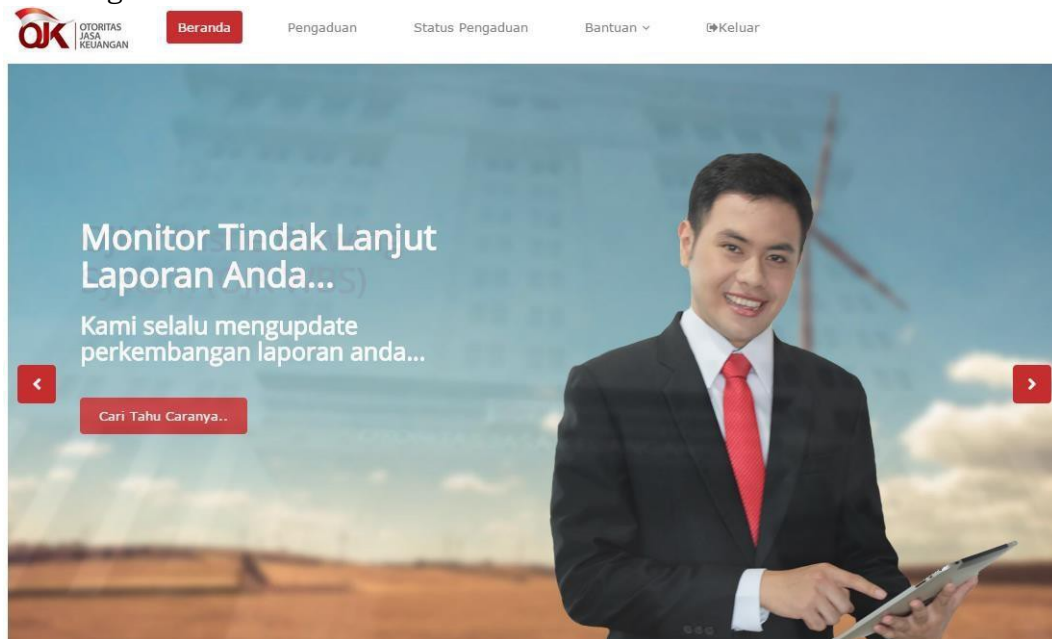 OJK
OTORITAS
JASA
KEUANGAN
Beranda
Pengaduan
Status Pengaduan
Bantuan
Keluar
Monitor Tindak Lanjut
Laporan Anda...
Kami selalu mengupdate
perkembangan laporan anda...
Cari Tahu Caranya..